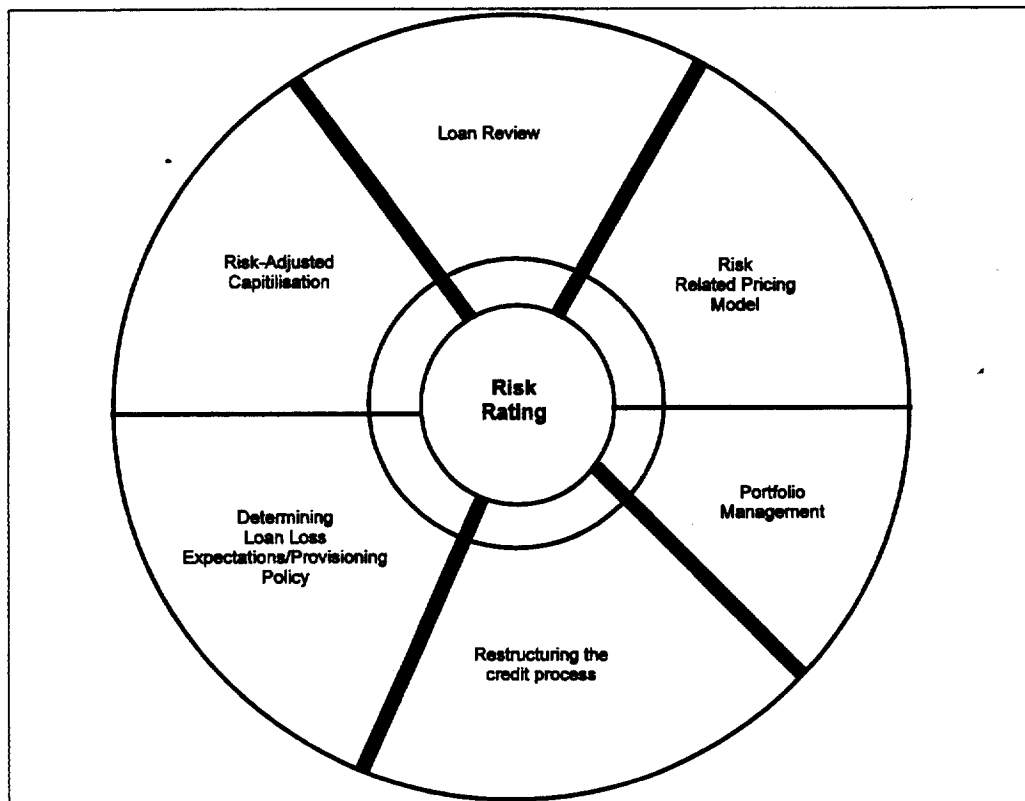 Loan Review
Risk-Adjusted
Capitilisation
Risk
Related Pricing
Model
Risk
Rating
Determining
Loan Loss
Expectations/Provisioning
Policy
Portfolio
Management
Restructuring the
credit process